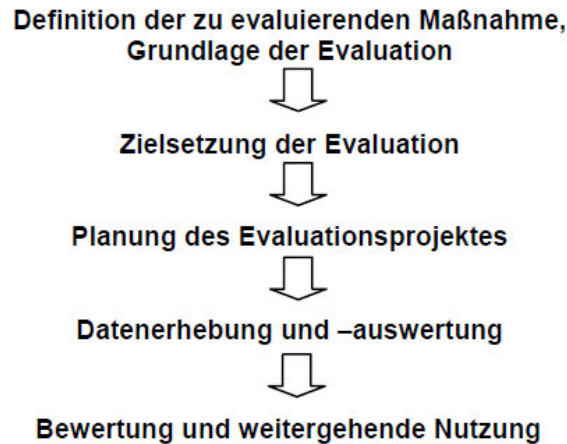 Definition der zu evaluierenden Maßnahme,
Grundlage der Evaluation
Zielsetzung der Evaluation
Planung des Evaluationsprojektes
Datenerhebung und –auswertung
Bewertung und weitergehende Nutzung